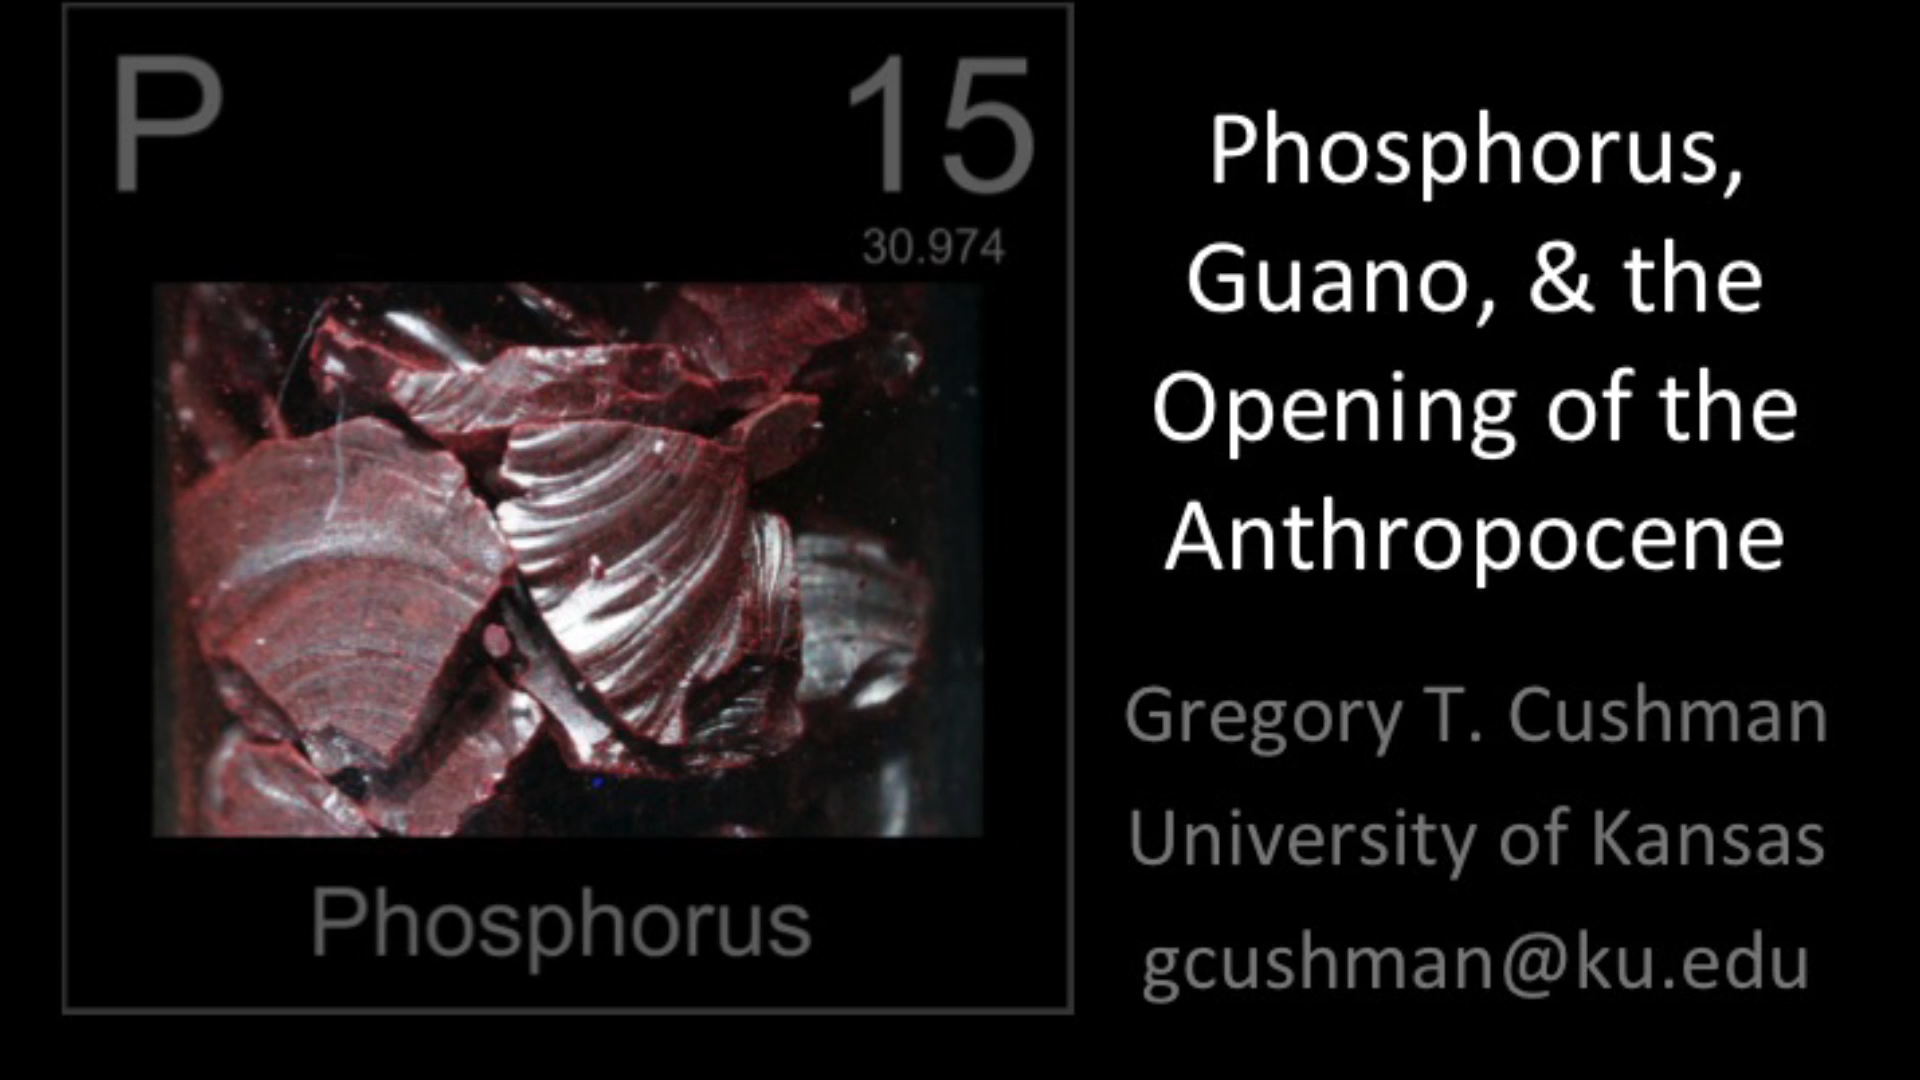 P
15
30.974
Phosphorus
Phosphorus,
Guano, & the
Opening of the
Anthropocene
Gregory T. Cushman
University of Kansas
gcushman@ku.edu